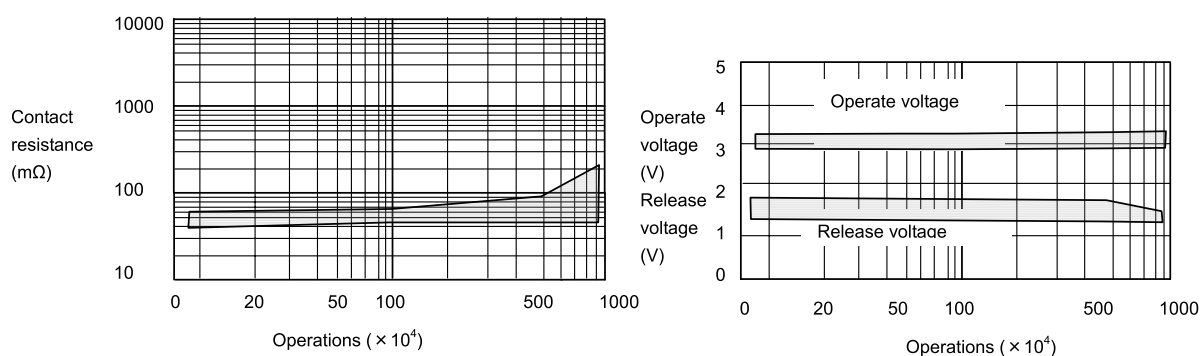 10000
1000
100
10
Contact
resistance
(mΩ)
0 20 50 100 500 1000
Operations (×10⁴)
5
4
3
2
1
0
Operate
voltage
(V)
Release
voltage
(V)
Operate voltage
Release voltage
0 20 50 100 500 1000
Operations (×10⁴)